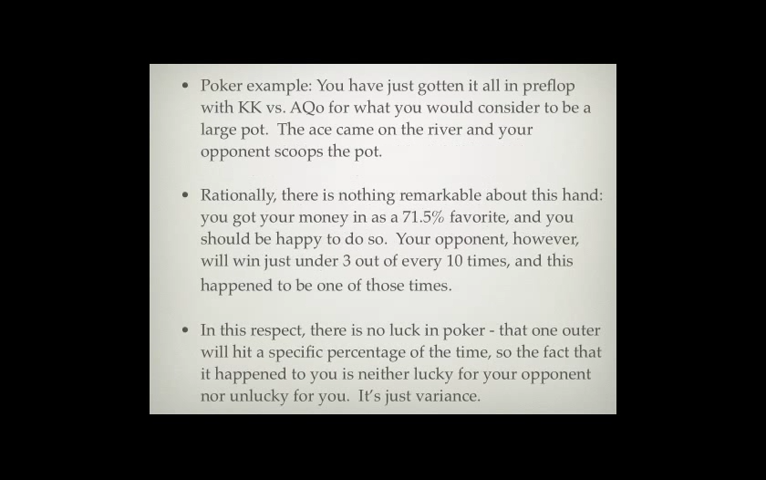 • Poker example: You have just gotten it all in preflop
with KK vs. AQo for what you would consider to be a
large pot. The ace came on the river and your
opponent scoops the pot.
• Rationally, there is nothing remarkable about this hand:
you got your money in as a 71.5% favorite, and you
should be happy to do so. Your opponent, however,
will win just under 3 out of every 10 times, and this
happened to be one of those times.
• In this respect, there is no luck in poker - that one outer
will hit a specific percentage of the time, so the fact that
it happened to you is neither lucky for your opponent
nor unlucky for you. It's just variance.